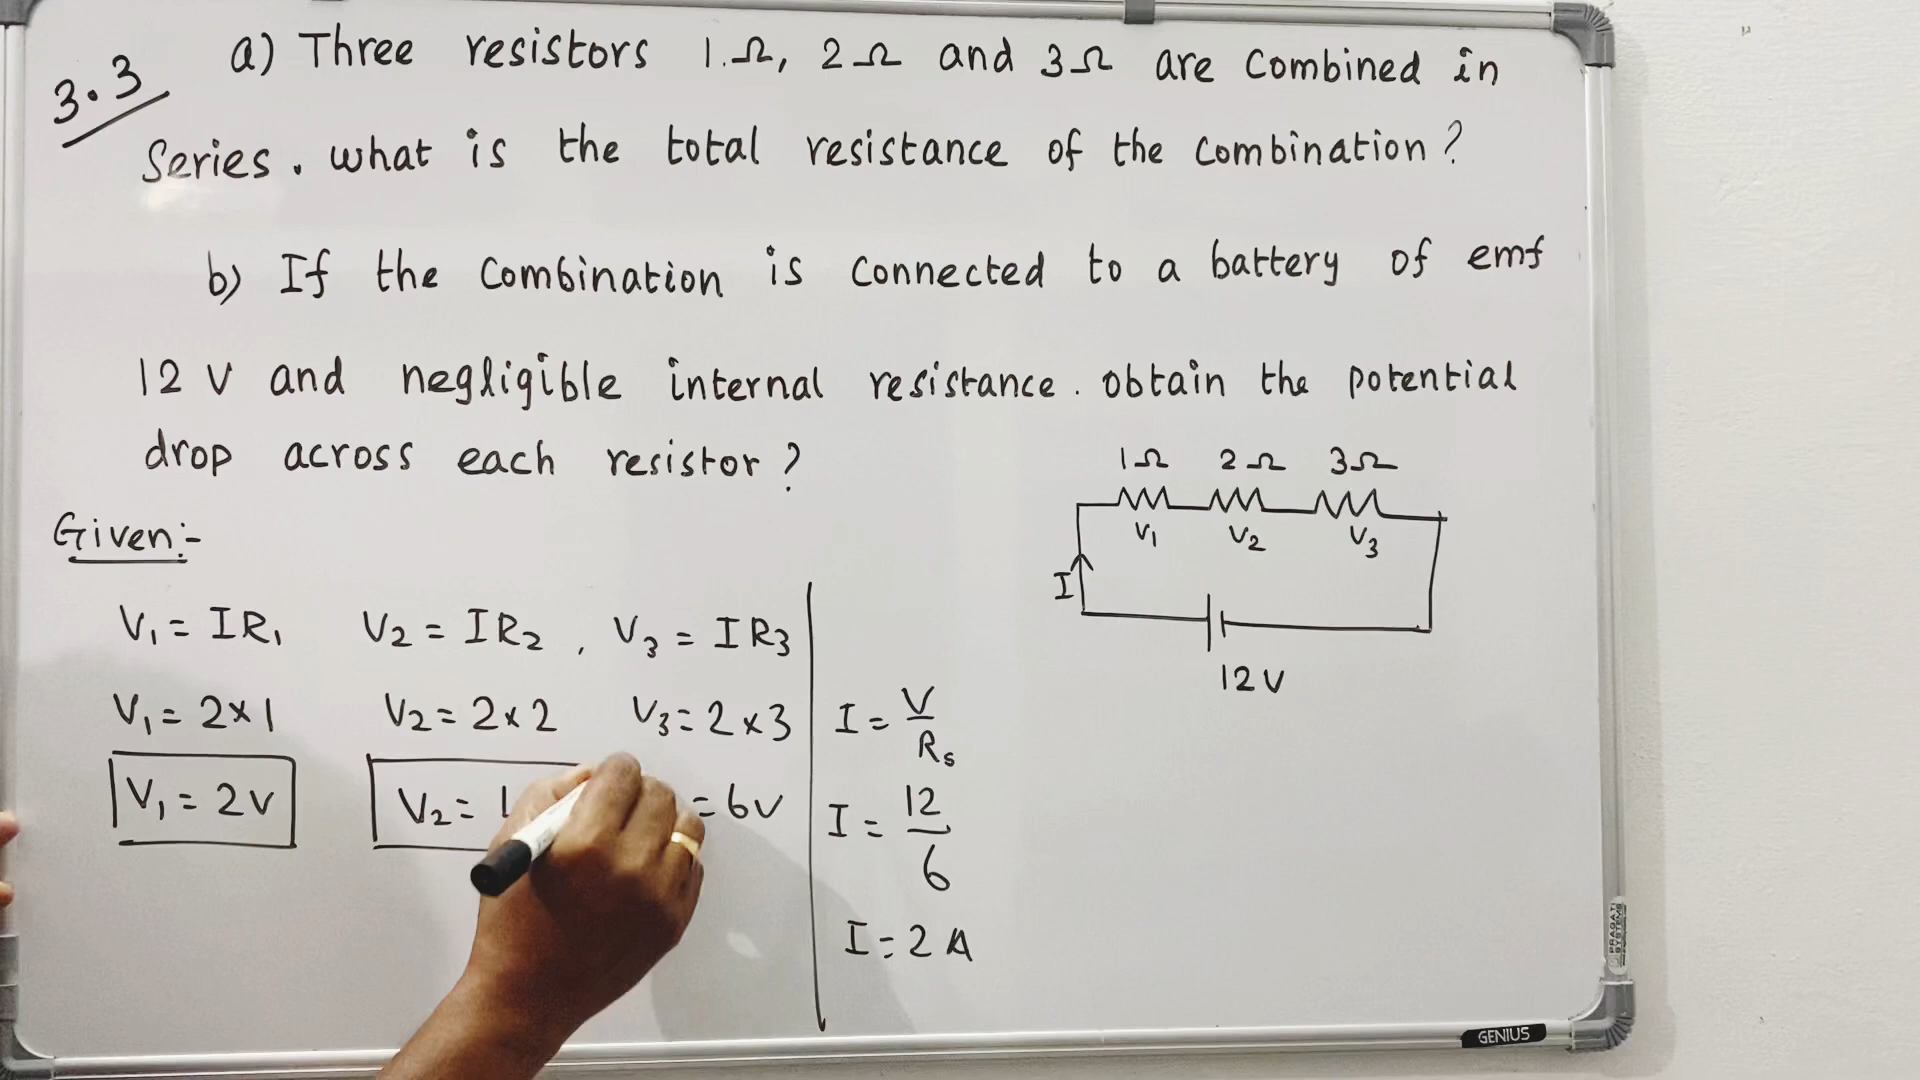 3.3
a) Three resistors 1.Ω, 2Ω and 3Ω are combined in
Series. what is the total resistance of the combination?
b) If the Combination is connected to a battery of emf
12 V and negligible internal resistance. obtain the potential
drop across each resistor?
1Ω 2Ω 3Ω
V₁ V₂ V₃
I
12V
Given:-
V₁ = IR₁ V₂ = IR₂ , V₃ = IR₃
V₁ = 2×1 V₂ = 2×2 V₃ = 2×3
V₁ = 2V V₂ = = 6V
I = V/Rs
I = 12/6
I = 2A
PRAGATI SYSTEMS
GENIUS